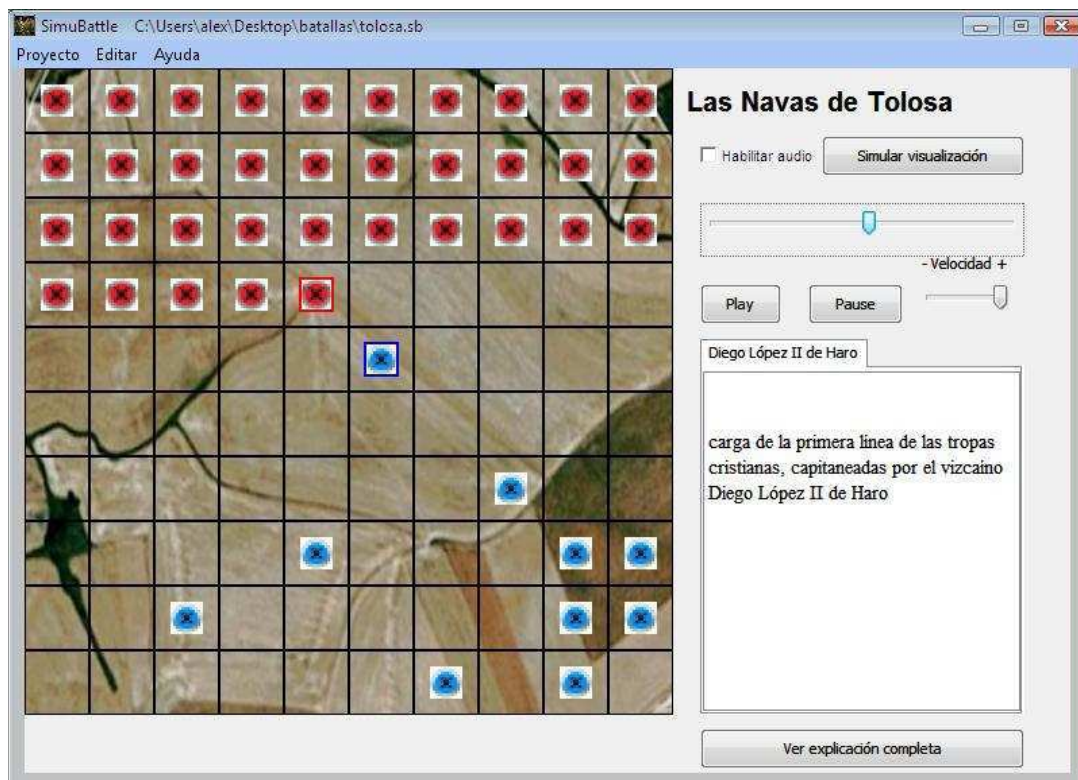 SimuBattle C:\Users\alex\Desktop\batallas\tolosa.sb
Proyecto Editar Ayuda
Las Navas de Tolosa
Habilitar audio
Simular visualización
- Velocidad +
Play
Pause
Diego López II de Haro
carga de la primera linea de las tropas
cristianas, capitaneadas por el vizcaino
Diego López II de Haro
Ver explicación completa